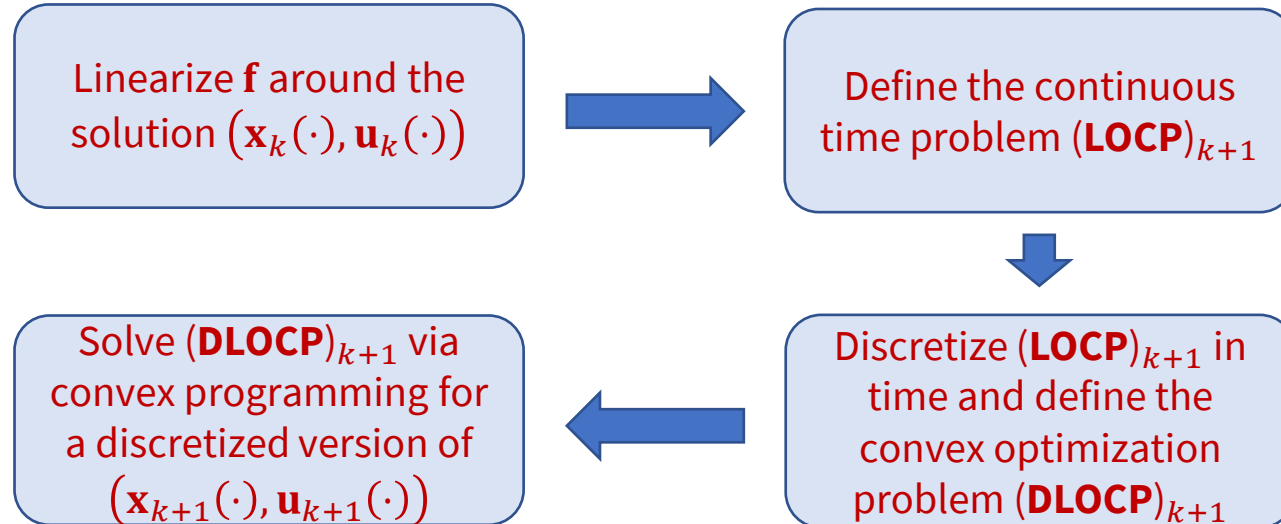 Linearize f around the
solution (x_k(·), u_k(·))
Define the continuous
time problem (LOCP)_{k+1}
Discretize (LOCP)_{k+1} in
time and define the
convex optimization
problem (DLOCP)_{k+1}
Solve (DLOCP)_{k+1} via
convex programming for
a discretized version of
(x_{k+1}(·), u_{k+1}(·))